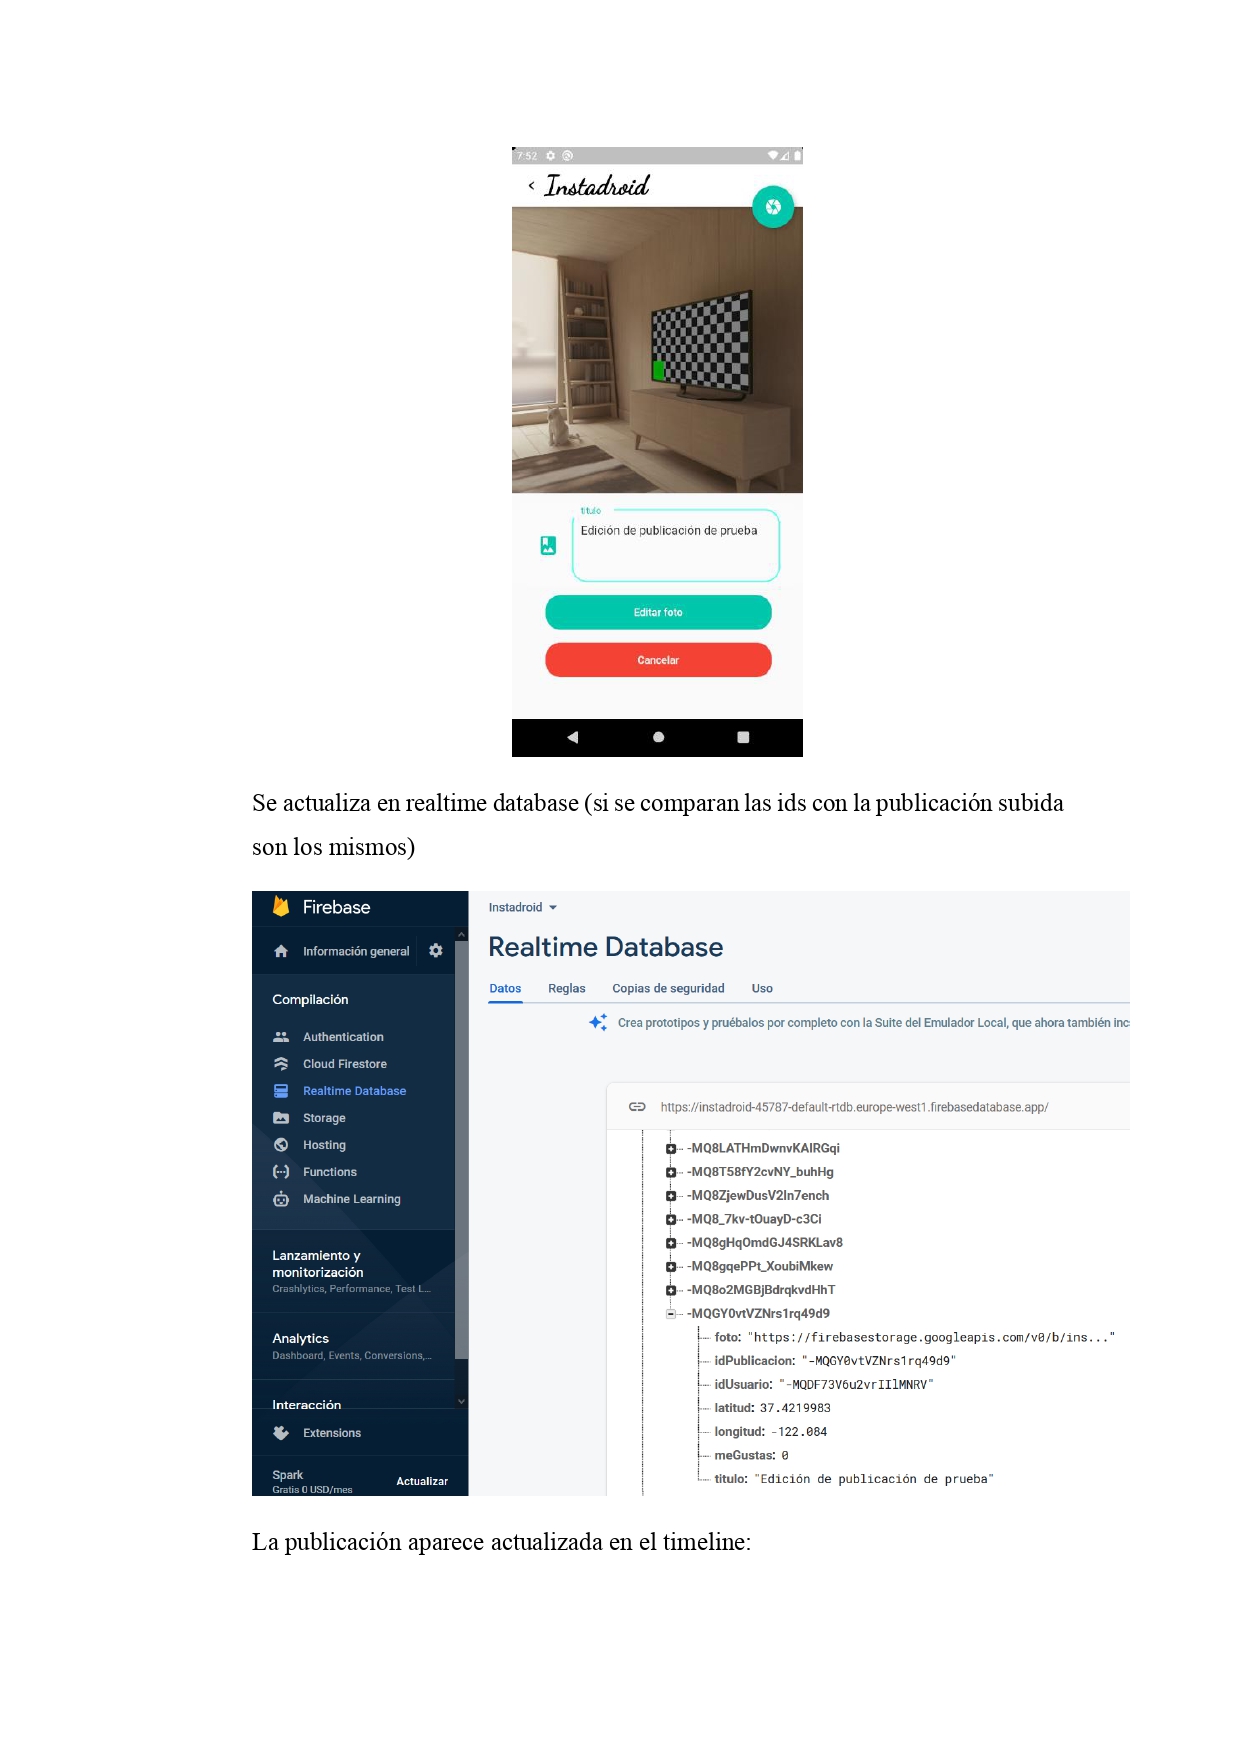 7:52
< Instadroid
titulo
Edición de publicación de prueba
Editar foto
Cancelar
Se actualiza en realtime database (si se comparan las ids con la publicación subida
son los mismos)
Firebase
Información general
Compilación
Authentication
Cloud Firestore
Realtime Database
Storage
Hosting
Functions
Machine Learning
Lanzamiento y
monitorización
Crashlytics, Performance, Test L...
Analytics
Dashboard, Events, Conversions,...
Interacción
Extensions
Spark
Gratis 0 USD/mes
Actualizar
Instadroid
Realtime Database
Datos Reglas Copias de seguridad Uso
Crea prototipos y pruébalos por completo con la Suite del Emulador Local, que ahora también inc
https://instadroid-45787-default-rtdb.europe-west1.firebasedatabase.app/
-MQ8LATHmDwnvKAIRGqi
-MQ8T58fY2cvNY_buhHg
-MQ8ZjewDusV2In7ench
-MQ8_7kv-tOuayD-c3Ci
-MQ8gHqOmdGJ4SRKLav8
-MQ8gqePPt_XoubiMkew
-MQ8o2MGBjBdrqkvdHhT
-MQGY0vtVZNrs1rq49d9
foto: "https://firebasestorage.googleapis.com/v0/b/ins..."
idPublicacion: "-MQGY0vtVZNrs1rq49d9"
idUsuario: "-MQDF73V6u2vrIIlMNRV"
latitud: 37.4219983
longitud: -122.084
meGustas: 0
titulo: "Edición de publicación de prueba"
La publicación aparece actualizada en el timeline: